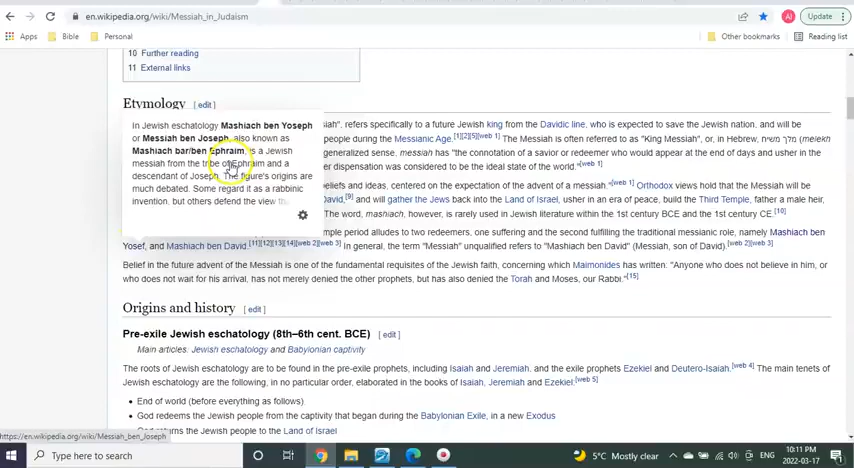 en.wikipedia.org/wiki/Messiah_in_Judaism
AI
Update
Apps
Bible
Personal
Other bookmarks
Reading list
10 Further reading
11 External links
Etymology [ edit ]
In Jewish eschatology Mashiach ben Yoseph
or Messiah ben Joseph, also known as
Mashiach bar/ben Ephraim, is a Jewish
messiah from the tribe of Ephraim and a
descendant of Joseph. The figure's origins are
much debated. Some regard it as a rabbinic
invention, but others defend the view
iah", refers specifically to a future Jewish king from the Davidic line, who is expected to save the Jewish nation, and will be
people during the Messianic Age.[1][2][5][web 1] The Messiah is often referred to as "King Messiah", or, in Hebrew, מלך משיח (melekh
generalized sense, messiah has "the connotation of a savior or redeemer who would appear at the end of days and usher in the
r dispensation was considered to be the ideal state of the world."[web 1]
eliefs and ideas, centered on the expectation of the advent of a messiah.[web 1] Orthodox views hold that the Messiah will be
David,[9] and will gather the Jews back into the Land of Israel, usher in an era of peace, build the Third Temple, father a male heir,
The word, mashiach, however, is rarely used in Jewish literature within the 1st century BCE and the 1st century CE.[10]
emple period alludes to two redeemers, one suffering and the second fulfilling the traditional messianic role, namely Mashiach ben
Yosef, and Mashiach ben David.[11][12][13][14][web 2][web 3] In general, the term "Messiah" unqualified refers to "Mashiach ben David" (Messiah, son of David).[web 2][web 3]
Belief in the future advent of the Messiah is one of the fundamental requisites of the Jewish faith, concerning which Maimonides has written: "Anyone who does not believe in him, or
who does not wait for his arrival, has not merely denied the other prophets, but has also denied the Torah and Moses, our Rabbi."[15]
Origins and history [ edit ]
Pre-exile Jewish eschatology (8th–6th cent. BCE) [ edit ]
Main articles: Jewish eschatology and Babylonian captivity
The roots of Jewish eschatology are to be found in the pre-exile prophets, including Isaiah and Jeremiah, and the exile prophets Ezekiel and Deutero-Isaiah.[web 4] The main tenets of
Jewish eschatology are the following, in no particular order, elaborated in the books of Isaiah, Jeremiah and Ezekiel:[web 5]
• End of world (before everything as follows).
• God redeems the Jewish people from the captivity that began during the Babylonian Exile, in a new Exodus
• God returns the Jewish people to the Land of Israel
https://en.wikipedia.org/wiki/Messiah_ben_Joseph
Type here to search
5°C Mostly clear
ENG
10:11 PM
2022-03-17